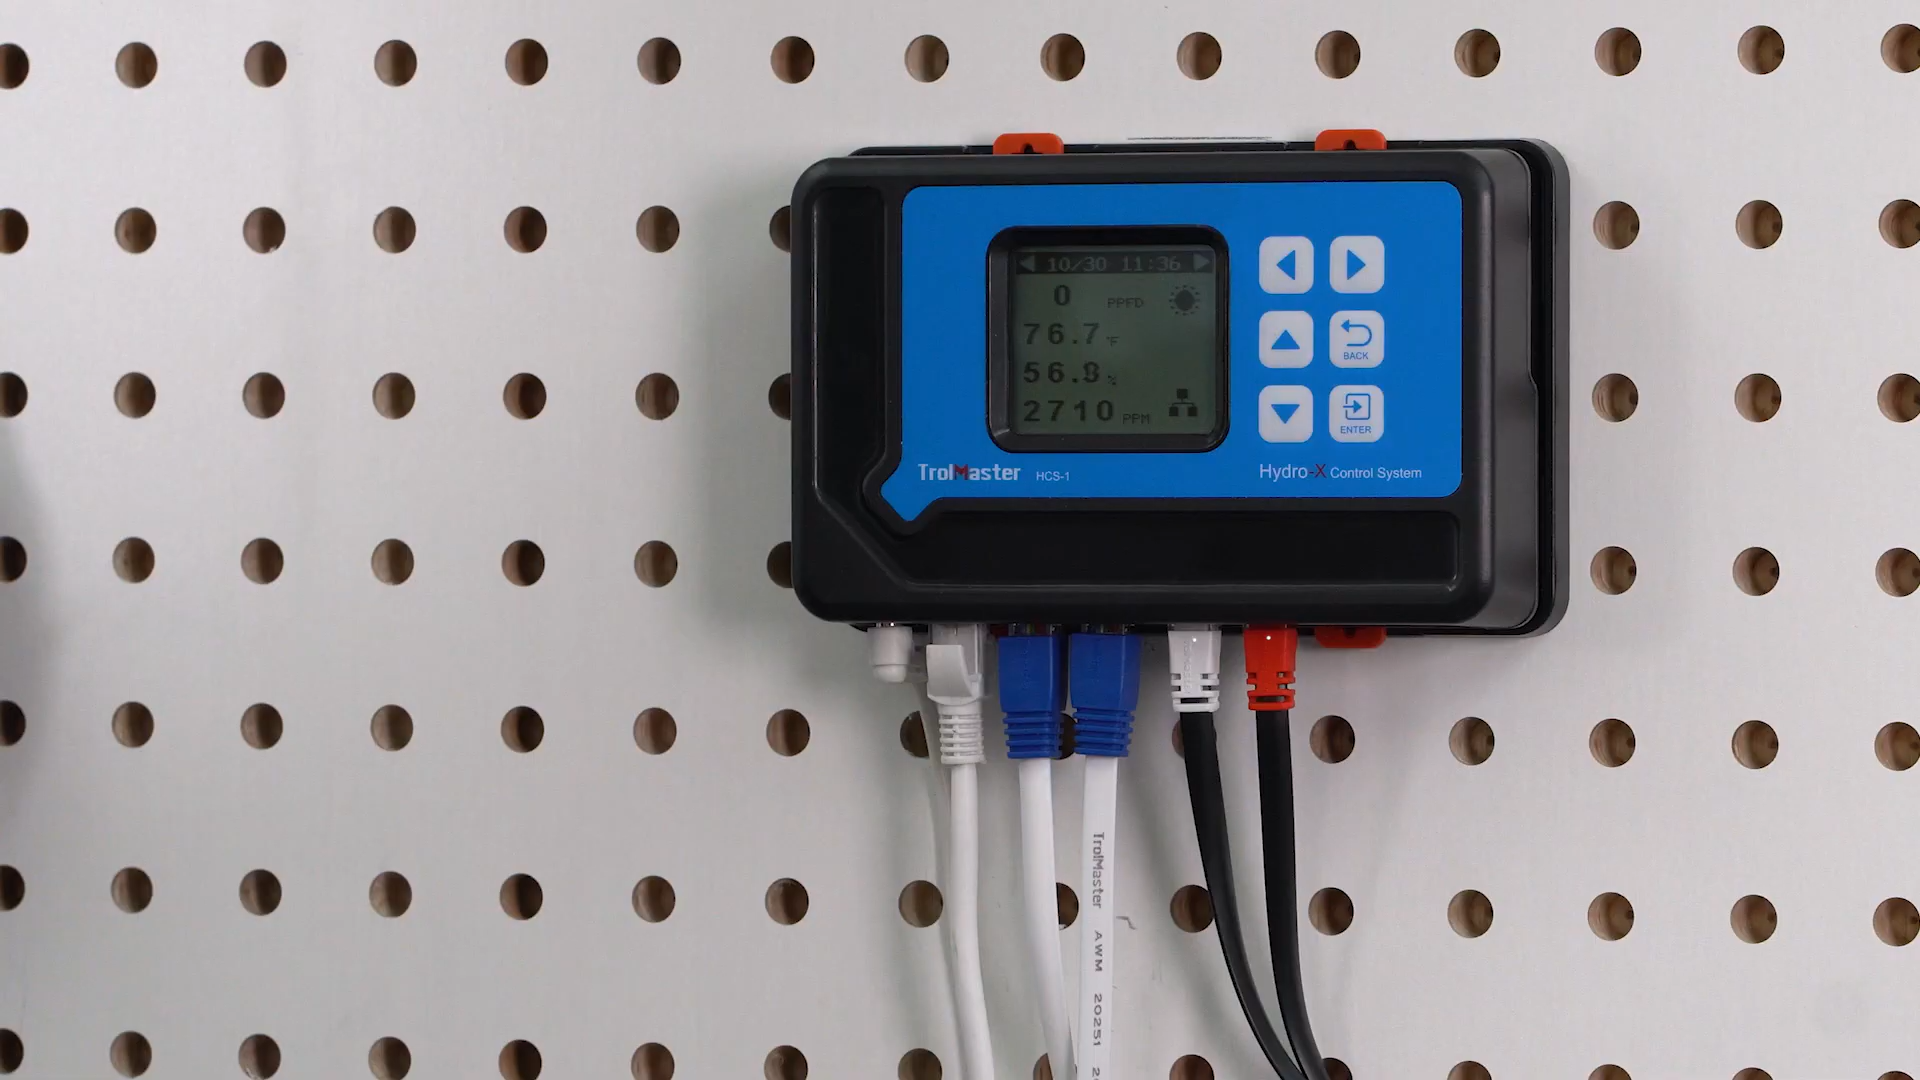 10/30 11:36
0 PPFD
76.7 °F
56.8 %
2710 PPM
BACK
ENTER
TrolMaster HCS-1
Hydro-X Control System
TrolMaster AWM 20251